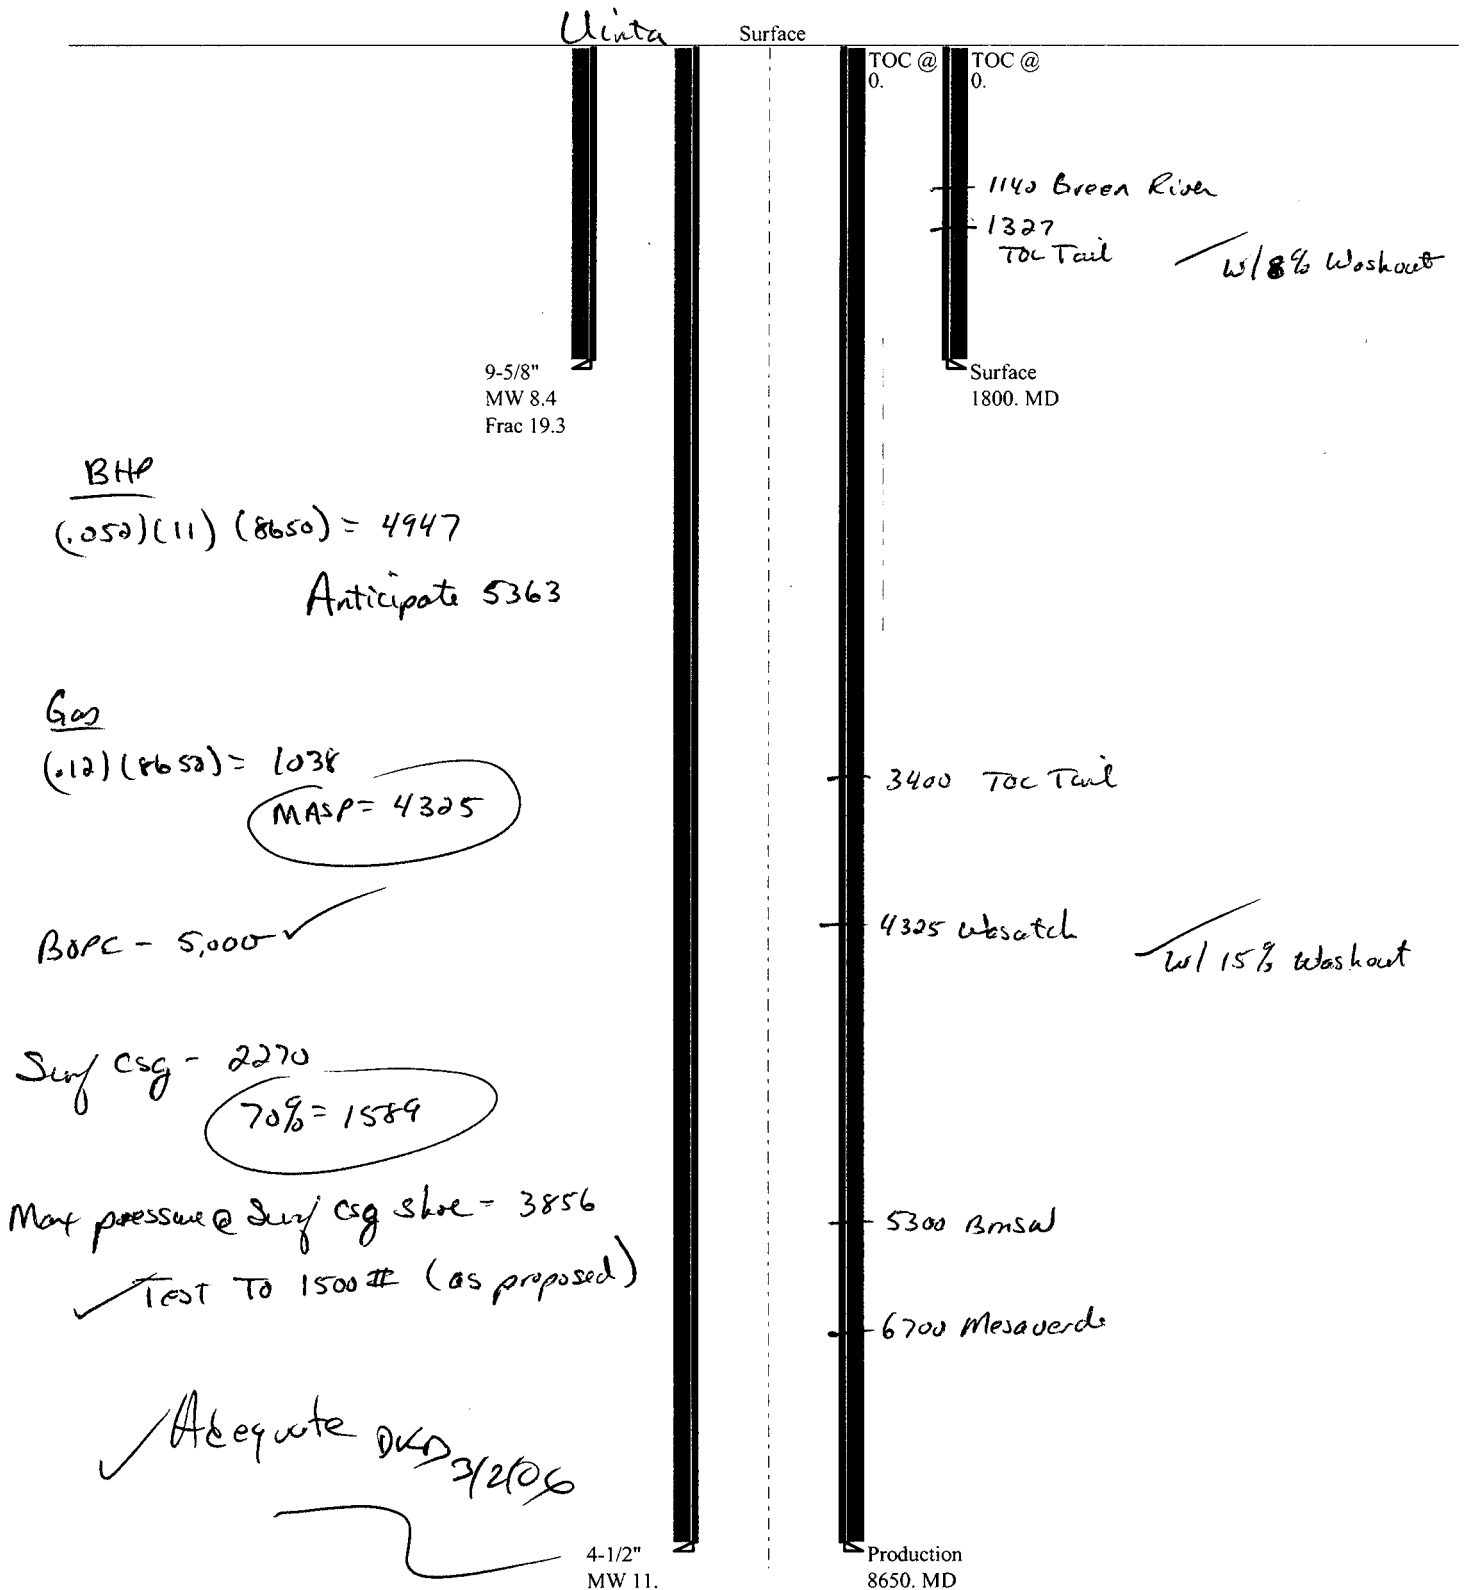 Uinta
Surface
TOC @
0.
TOC @
0.
1140 Green River
1327
TOC Tail
w/ 8% Washout
9-5/8"
MW 8.4
Frac 19.3
Surface
1800. MD
BHP
(.052)(11)(8650) = 4947
Anticipate 5363
Gas
(.12)(8650) = 1038
MASP = 4325
3400 TOC Tail
BOPE - 5,000 ✓
4325 Wasatch
w/ 15% Washout
Surf csg - 2270
70% = 1589
Max pressure @ Surf csg shoe = 3856
5300 BMSW
✓ Test To 1500 # (as proposed)
6700 Mesaverde
✓ Adequate DKD 3/2/06
4-1/2"
MW 11.
Production
8650. MD